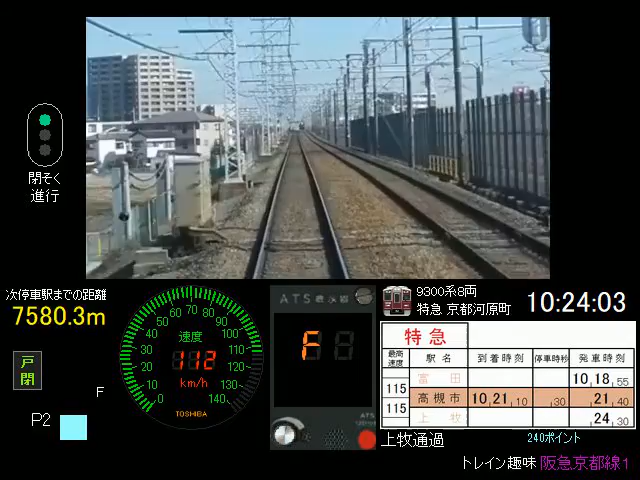 閉そく
進行
次停車駅までの距離
7580.3m
戸
閉
F
P2
0
10
20
30
40
50
60
70
80
90
100
110
120
130
140
速度
112
km/h
TOSHIBA
ATS
F
ATS
9300系8両
特急 京都河原町
10:24:03
特急
最高速度 駅名 到着時刻 停車時秒 発車時刻
富田 10 18 55
115 高槻市 10 21 10 30 21 40
115 上牧 24 30
上牧通過
240ポイント
トレイン趣味 阪急京都線1